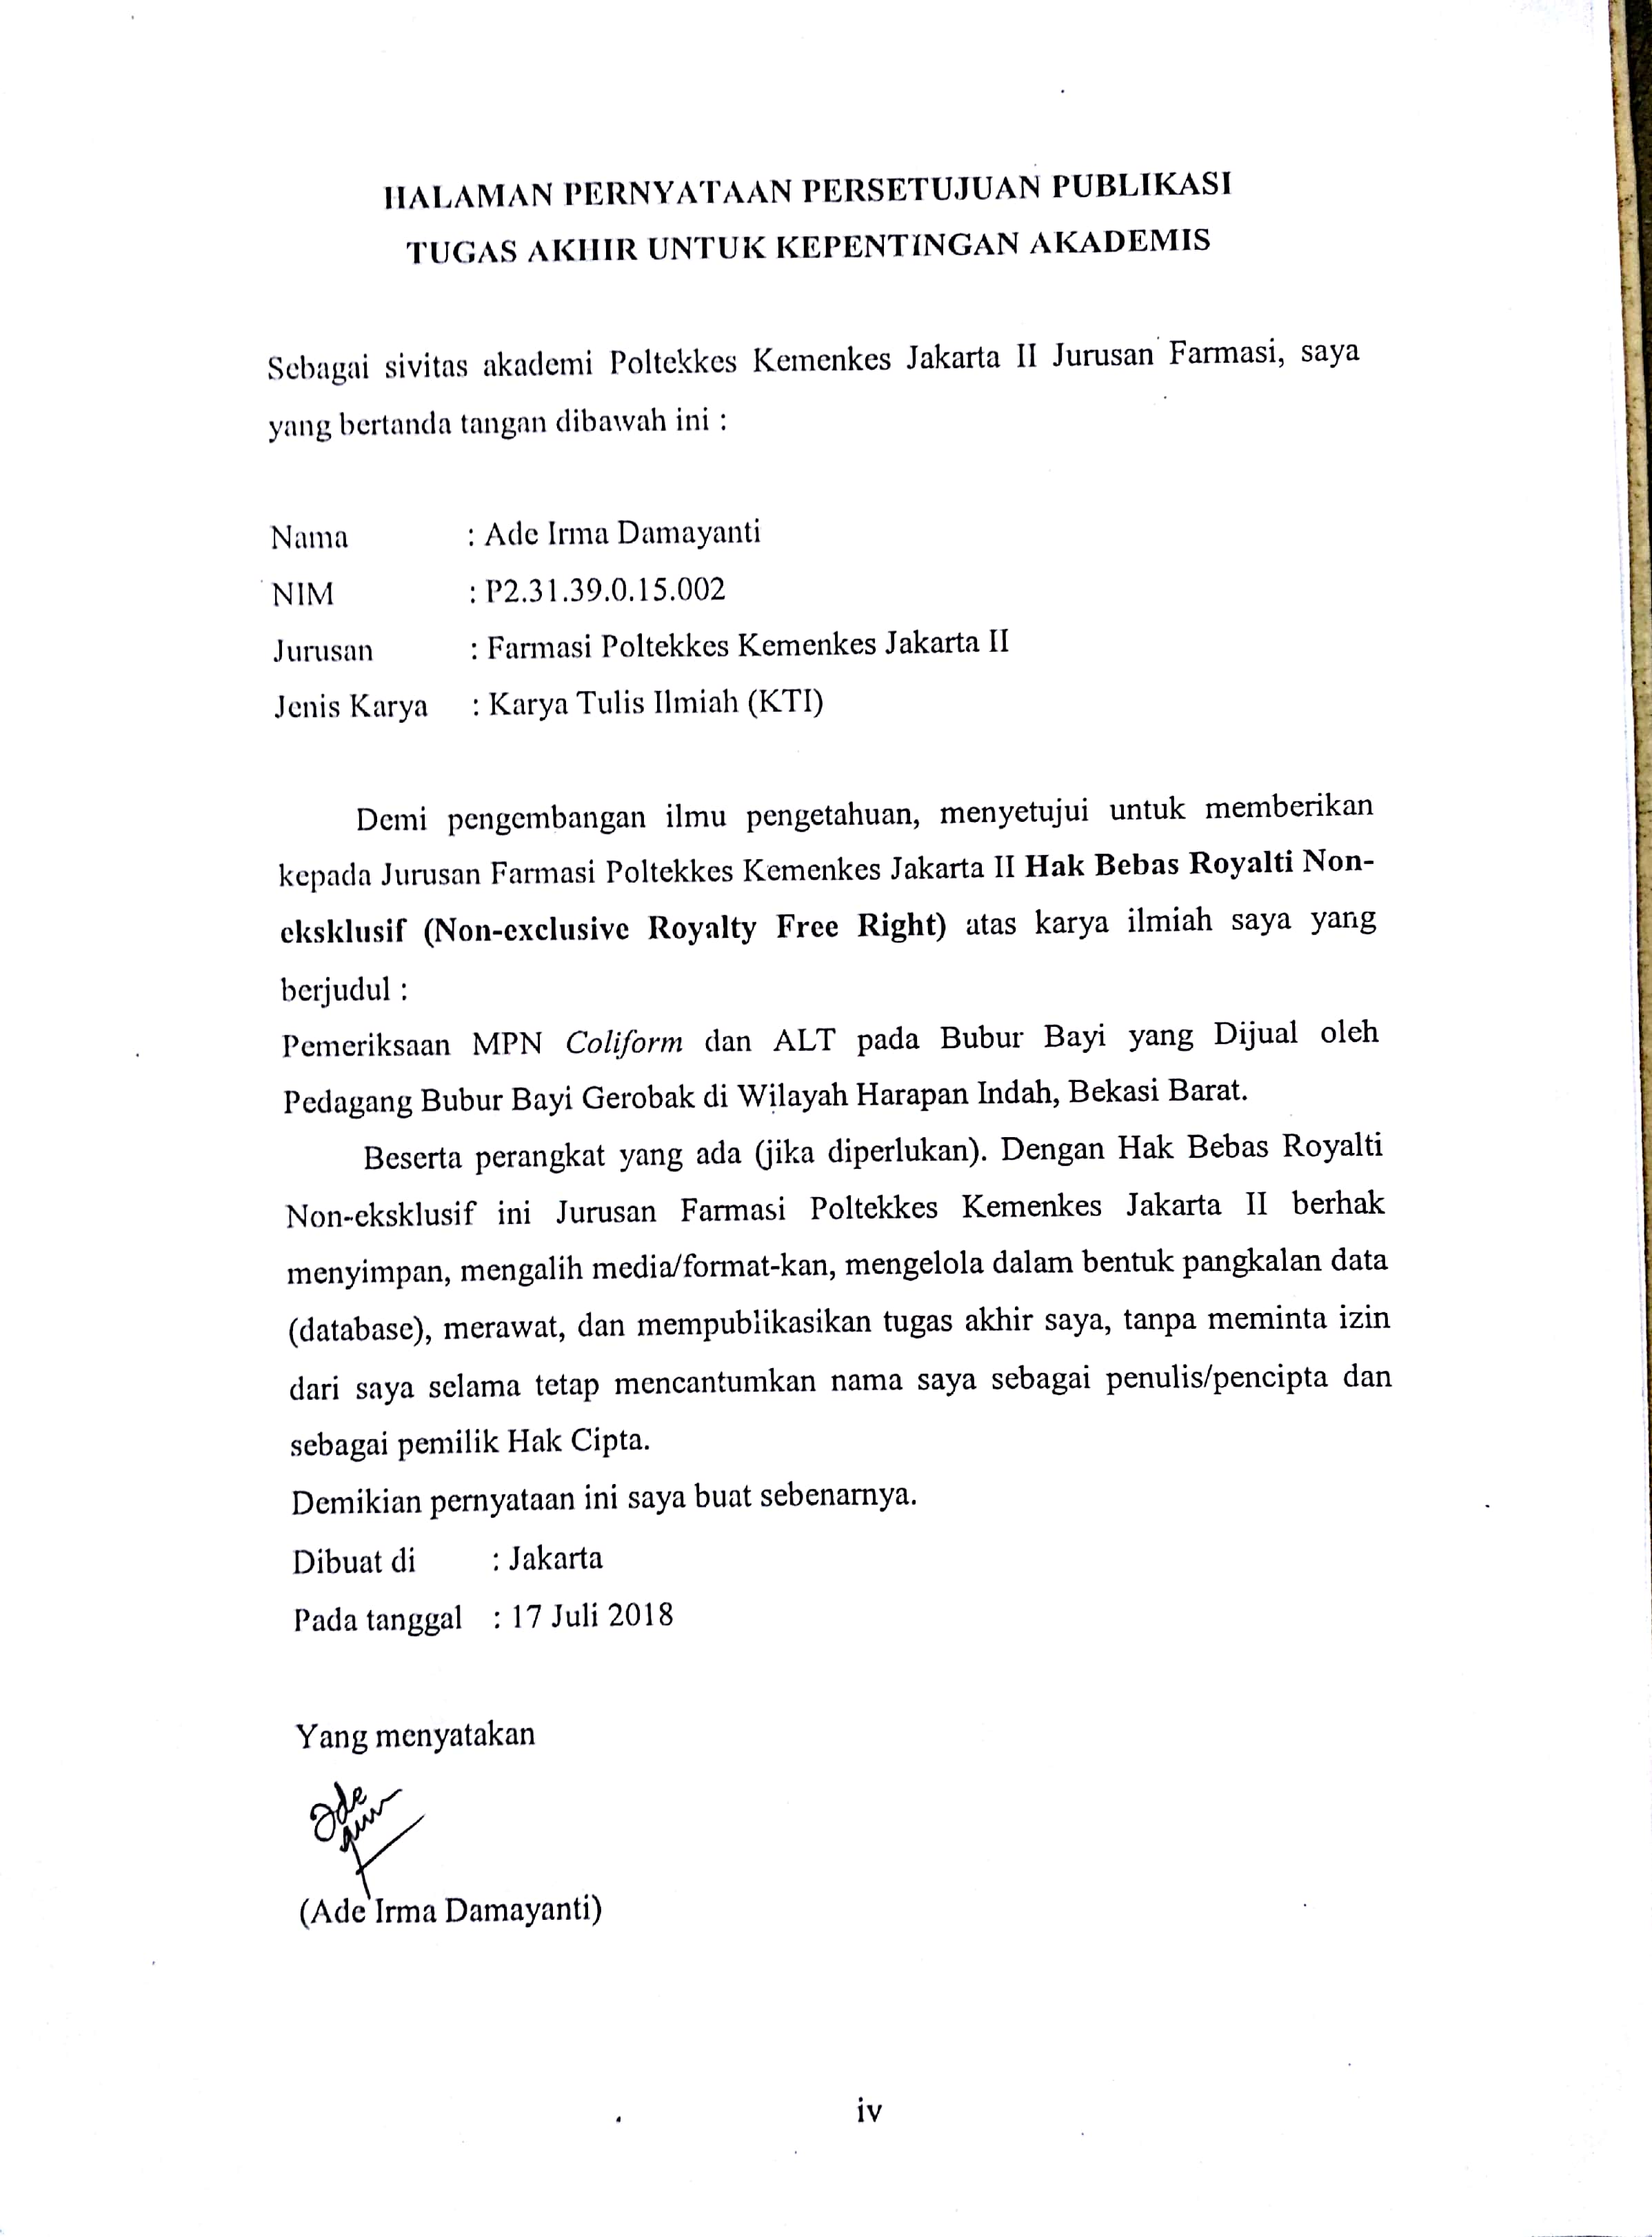 HALAMAN PERNYATAAN PERSETUJUAN PUBLIKASI
TUGAS AKHIR UNTUK KEPENTINGAN AKADEMIS
Sebagai sivitas akademi Poltekkes Kemenkes Jakarta II Jurusan Farmasi, saya
yang bertanda tangan dibawah ini :
Nama : Ade Irma Damayanti
NIM : P2.31.39.0.15.002
Jurusan : Farmasi Poltekkes Kemenkes Jakarta II
Jenis Karya : Karya Tulis Ilmiah (KTI)
Demi pengembangan ilmu pengetahuan, menyetujui untuk memberikan
kepada Jurusan Farmasi Poltekkes Kemenkes Jakarta II Hak Bebas Royalti Non-
eksklusif (Non-exclusive Royalty Free Right) atas karya ilmiah saya yang
berjudul :
Pemeriksaan MPN Coliform dan ALT pada Bubur Bayi yang Dijual oleh
Pedagang Bubur Bayi Gerobak di Wilayah Harapan Indah, Bekasi Barat.
Beserta perangkat yang ada (jika diperlukan). Dengan Hak Bebas Royalti
Non-eksklusif ini Jurusan Farmasi Poltekkes Kemenkes Jakarta II berhak
menyimpan, mengalih media/format-kan, mengelola dalam bentuk pangkalan data
(database), merawat, dan mempublikasikan tugas akhir saya, tanpa meminta izin
dari saya selama tetap mencantumkan nama saya sebagai penulis/pencipta dan
sebagai pemilik Hak Cipta.
Demikian pernyataan ini saya buat sebenarnya.
Dibuat di : Jakarta
Pada tanggal : 17 Juli 2018
Yang menyatakan
Ade
(Ade Irma Damayanti)
iv